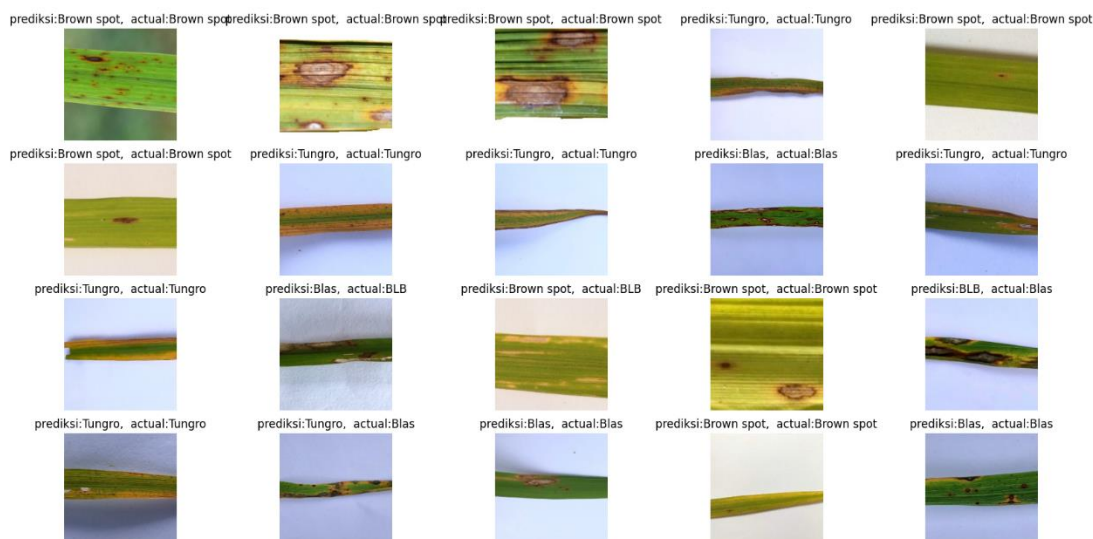 prediksi:Brown spot, actual:Brown spot
prediksi:Brown spot, actual:Brown spot
prediksi:Brown spot, actual:Brown spot
prediksi:Tungro, actual:Tungro
prediksi:Brown spot, actual:Brown spot
prediksi:Brown spot, actual:Brown spot
prediksi:Tungro, actual:Tungro
prediksi:Tungro, actual:Tungro
prediksi:Blas, actual:Blas
prediksi:Tungro, actual:Tungro
prediksi:Tungro, actual:Tungro
prediksi:Blas, actual:BLB
prediksi:Brown spot, actual:BLB
prediksi:Brown spot, actual:Brown spot
prediksi:BLB, actual:Blas
prediksi:Tungro, actual:Tungro
prediksi:Tungro, actual:Blas
prediksi:Blas, actual:Blas
prediksi:Brown spot, actual:Brown spot
prediksi:Blas, actual:Blas